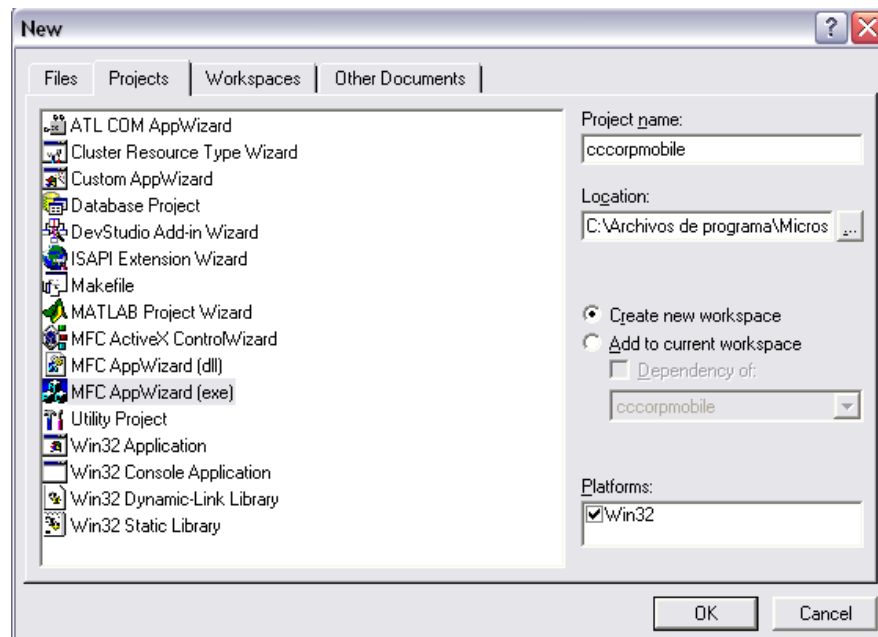 New
Files Projects Workspaces Other Documents
ATL COM AppWizard
Cluster Resource Type Wizard
Custom AppWizard
Database Project
DevStudio Add-in Wizard
ISAPI Extension Wizard
Makefile
MATLAB Project Wizard
MFC ActiveX ControlWizard
MFC AppWizard (dll)
MFC AppWizard (exe)
Utility Project
Win32 Application
Win32 Console Application
Win32 Dynamic-Link Library
Win32 Static Library
Project name:
cccorpmobile
Location:
C:\Archivos de programa\Micros
...
Create new workspace
Add to current workspace
Dependency of:
cccorpmobile
Platforms:
Win32
OK Cancel